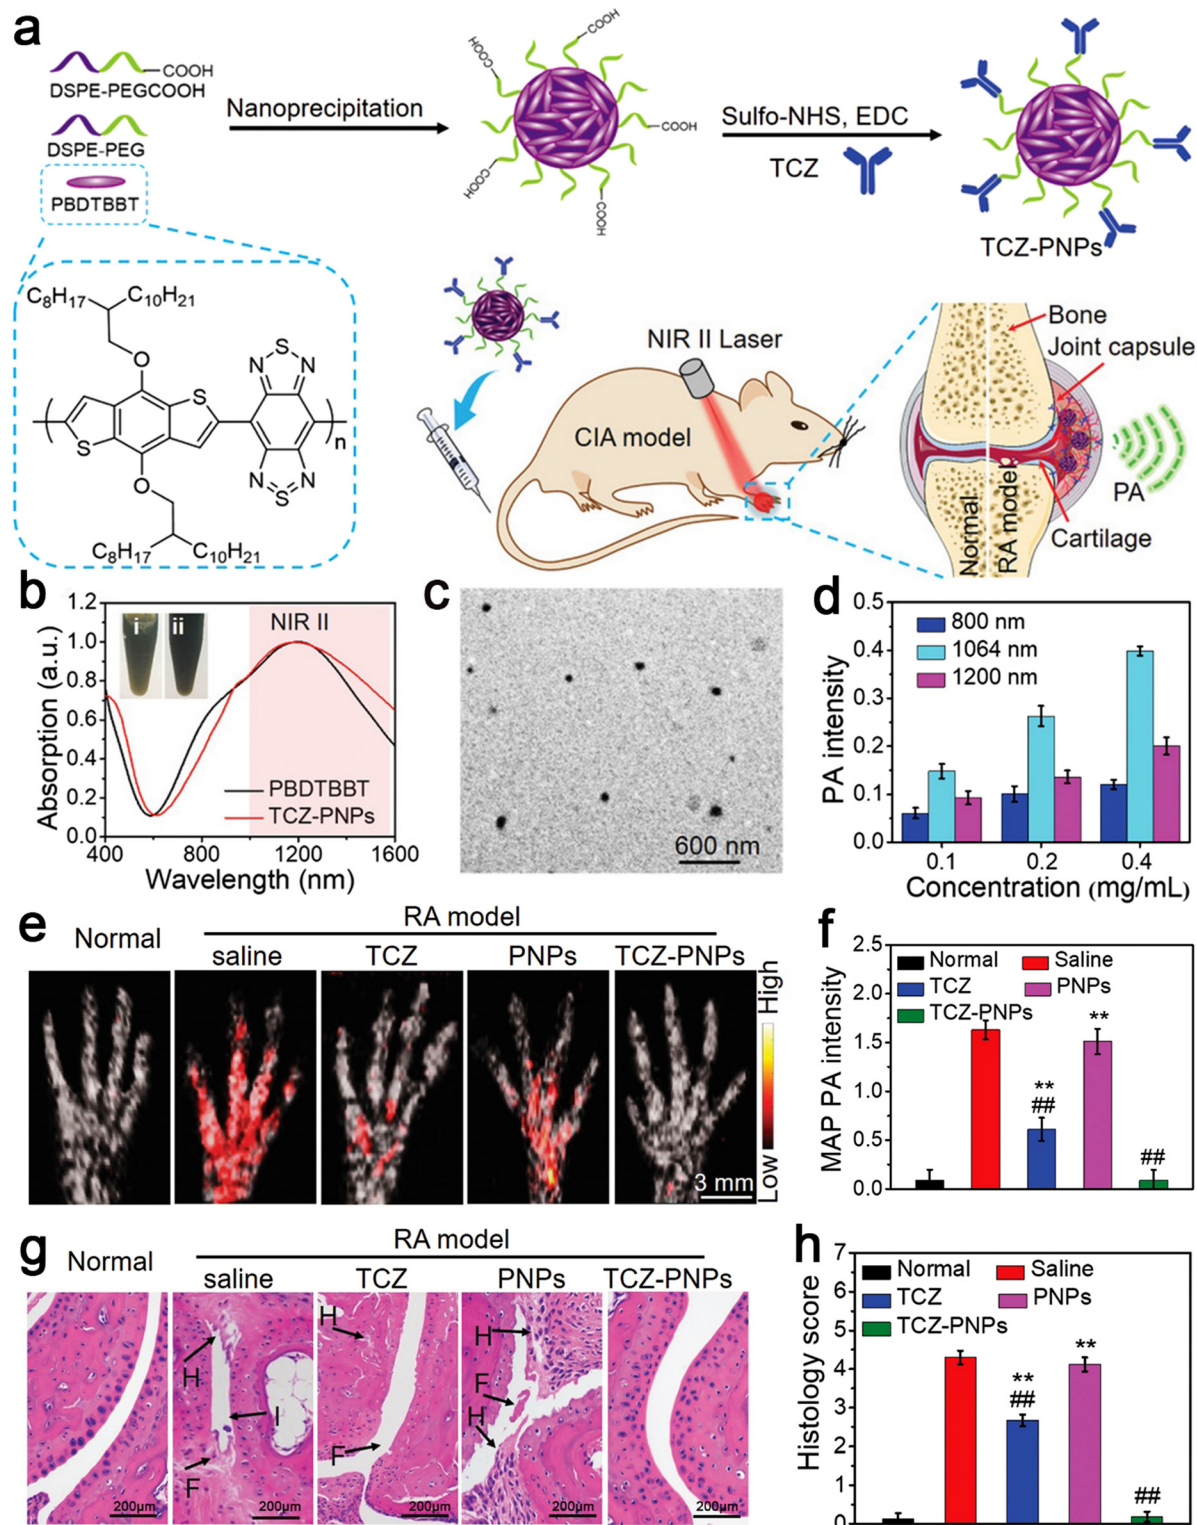 a
COOH
DSPE-PEGCOOH
DSPE-PEG
PBDTBBT
Nanoprecipitation
COOH
COOH
COOH
COOH
COOH
Sulfo-NHS, EDC
TCZ
TCZ-PNPs
C8H17 C10H21
O
S
S
N S N
N S N
n
O
C8H17 C10H21
NIR II Laser
CIA model
Bone
Joint capsule
PA
Cartilage
Normal
RA model
b
1.2
1.0
0.8
0.6
0.4
0.2
0.0
Absorption (a.u.)
i ii
NIR II
PBDTBBT
TCZ-PNPs
400 800 1200 1600
Wavelength (nm)
c
600 nm
d
0.5
0.4
0.3
0.2
0.1
0.0
PA intensity
800 nm
1064 nm
1200 nm
0.1 0.2 0.4
Concentration (mg/mL)
e
Normal
RA model
saline TCZ PNPs TCZ-PNPs
High
Low
3 mm
f
2.5
2.0
1.5
1.0
0.5
0.0
MAP PA intensity
Normal Saline
TCZ PNPs
TCZ-PNPs
**
##
**
##
g
Normal
RA model
saline TCZ PNPs TCZ-PNPs
H
I
F
H
F
H
F
H
200μm 200μm 200μm 200μm 200μm
h
7
6
5
4
3
2
1
0
Histology score
Normal Saline
TCZ PNPs
TCZ-PNPs
**
##
**
##